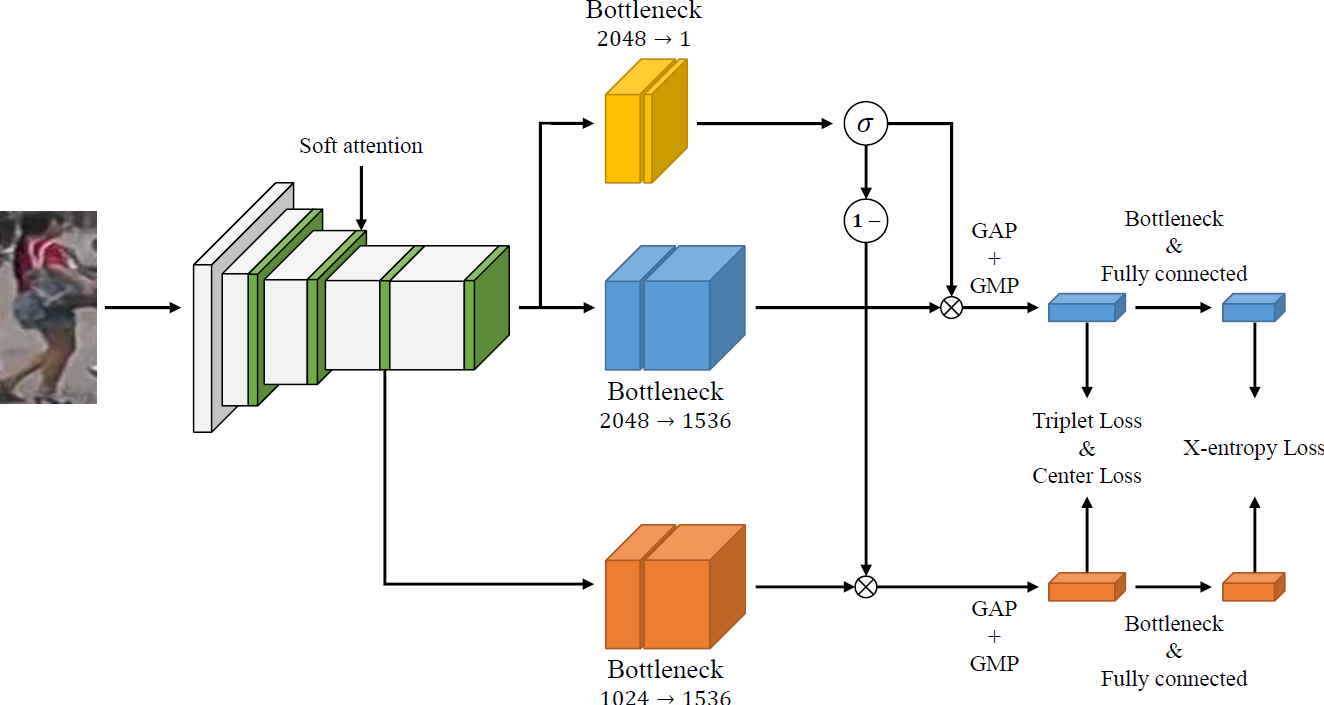 Bottleneck
2048 → 1
Soft attention
σ
1 −
GAP
+
GMP
Bottleneck
&
Fully connected
Bottleneck
2048 → 1536
Triplet Loss
&
Center Loss
X-entropy Loss
Bottleneck
1024 → 1536
GAP
+
GMP
Bottleneck
&
Fully connected